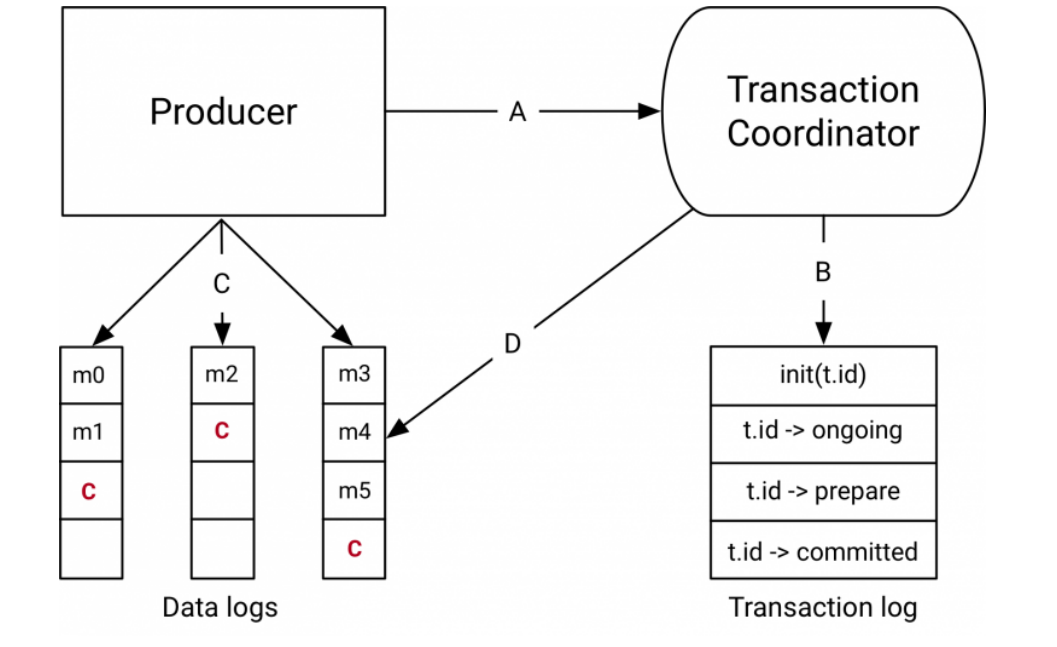 Producer
A
Transaction
Coordinator
C
B
D
m0
m1
C
m2
C
m3
m4
m5
C
init(t.id)
t.id -> ongoing
t.id -> prepare
t.id -> committed
Data logs
Transaction log